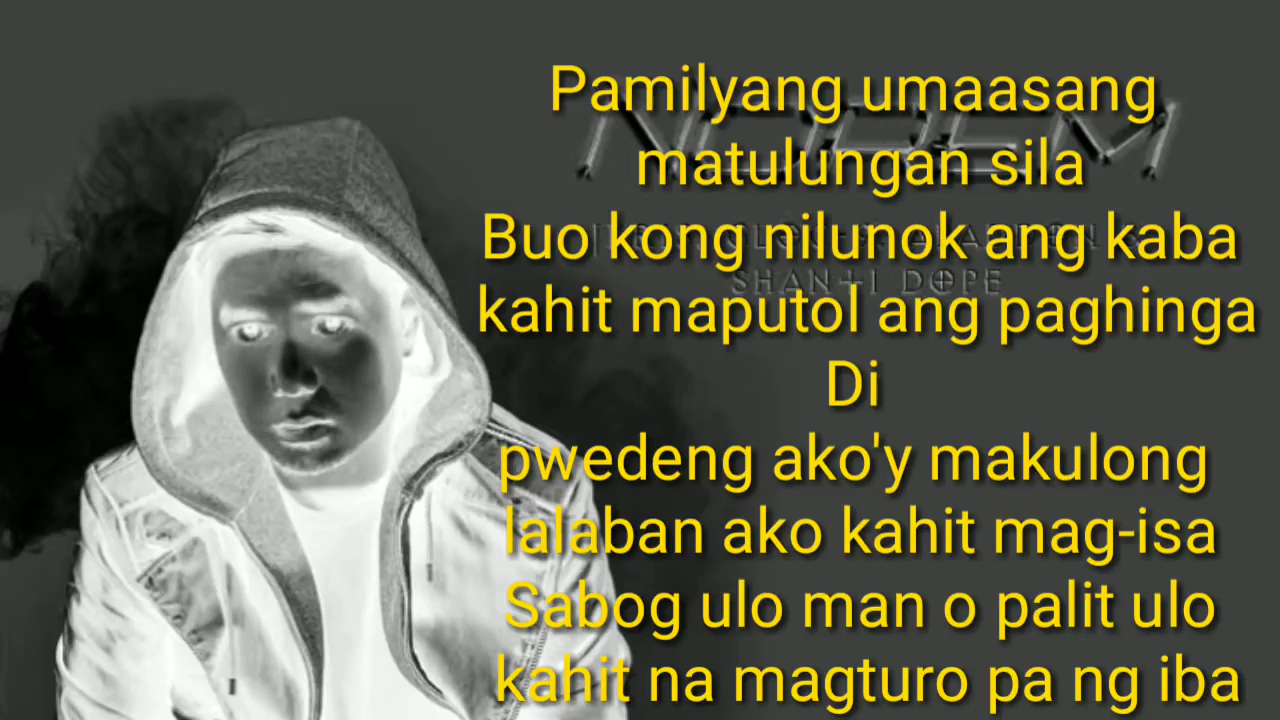 Pamilyang umaasang
matulungan sila
Buo kong nilunok ang kaba
SHANTI DOPE
kahit maputol ang paghinga
Di
pwedeng ako'y makulong
lalaban ako kahit mag-isa
Sabog ulo man o palit ulo
kahit na magturo pa ng iba